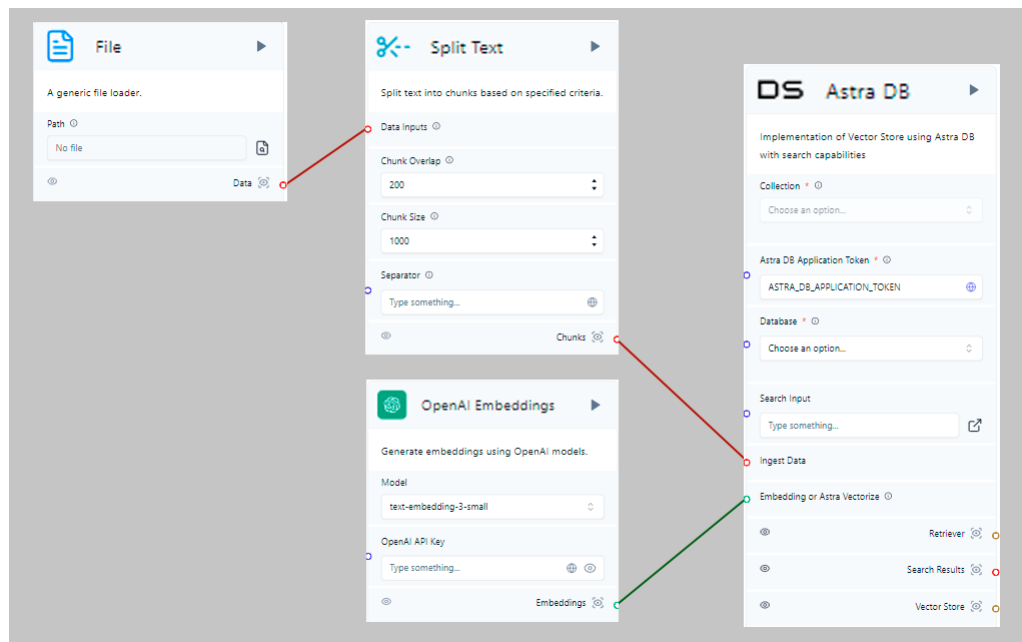 File
A generic file loader.
Path
No file
Data
Split Text
Split text into chunks based on specified criteria.
Data Inputs
Chunk Overlap
200
Chunk Size
1000
Separator
Type something...
Chunks
OpenAI Embeddings
Generate embeddings using OpenAI models.
Model
text-embedding-3-small
OpenAI API Key
Type something...
Embeddings
DS Astra DB
Implementation of Vector Store using Astra DB
with search capabilities
Collection *
Choose an option...
Astra DB Application Token *
ASTRA_DB_APPLICATION_TOKEN
Database *
Choose an option...
Search Input
Type something...
Ingest Data
Embedding or Astra Vectorize
Retriever
Search Results
Vector Store